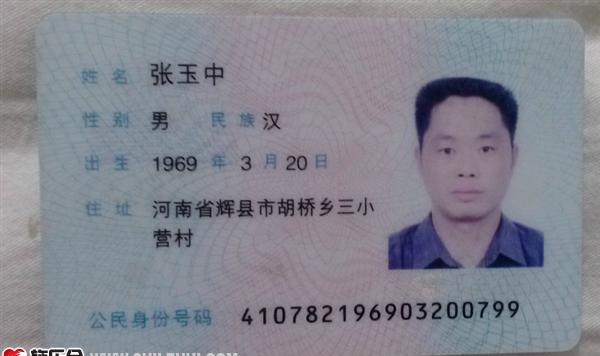 姓名 张玉中
性别 男 民族 汉
出生 1969 年 3 月 20 日
住址 河南省辉县市胡桥乡三小
营村
公民身份号码 410782196903200799